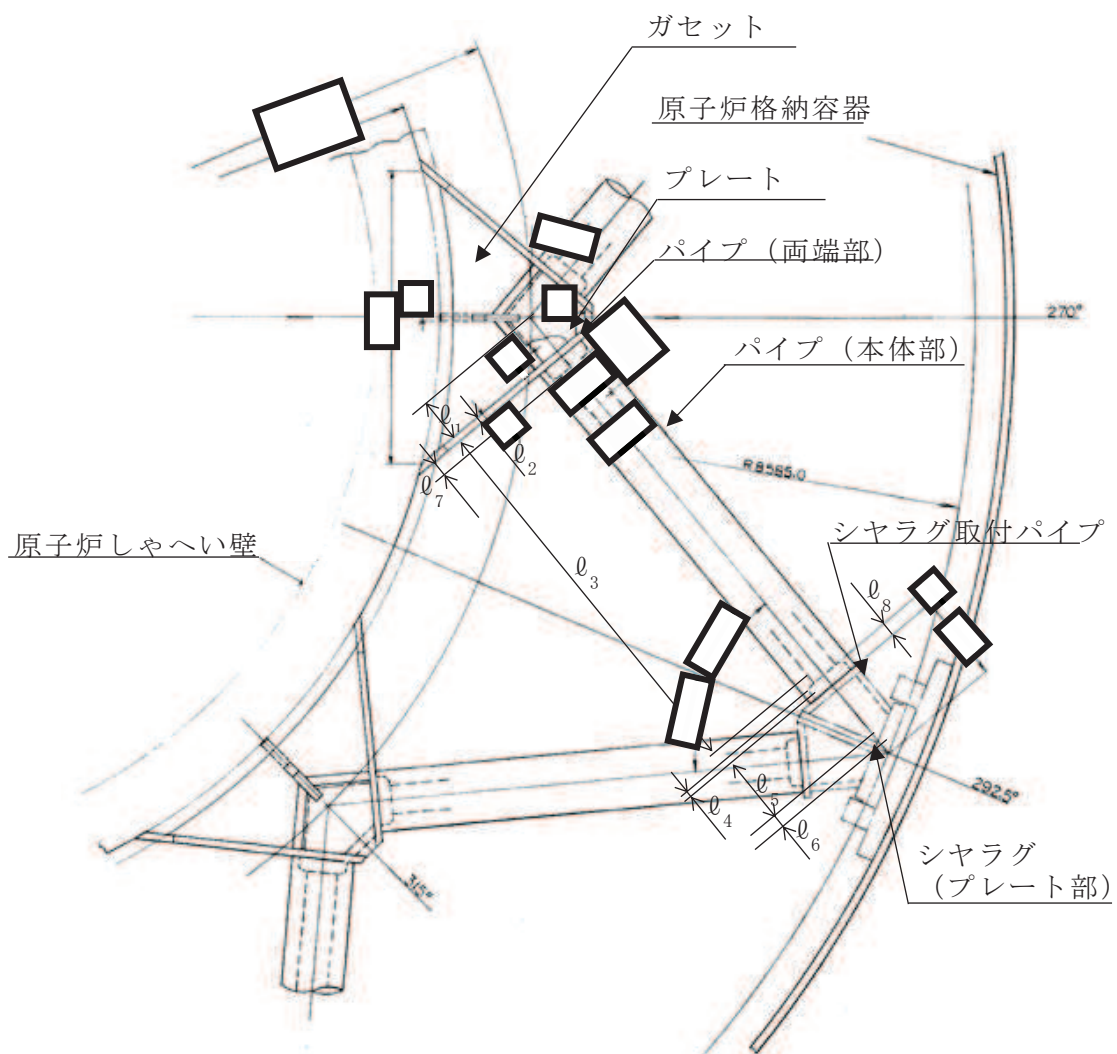 ガセット
原子炉格納容器
プレート
パイプ（両端部）
270°
パイプ（本体部）
ℓ1
ℓ2
ℓ7
R8585.0
シヤラグ取付パイプ
原子炉しゃへい壁
ℓ3
ℓ8
292.5°
ℓ5
ℓ4
ℓ6
シヤラグ
（プレート部）
315°